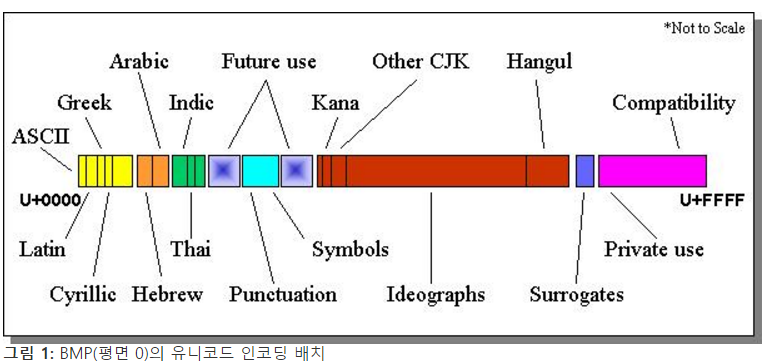 *Not to Scale
Arabic Future use Other CJK Hangul
Greek Indic Kana Compatibility
ASCII
U+0000 U+FFFF
Latin Thai Symbols Private use
Cyrillic Hebrew Punctuation Ideographs Surrogates
그림 1: BMP(평면 0)의 유니코드 인코딩 배치